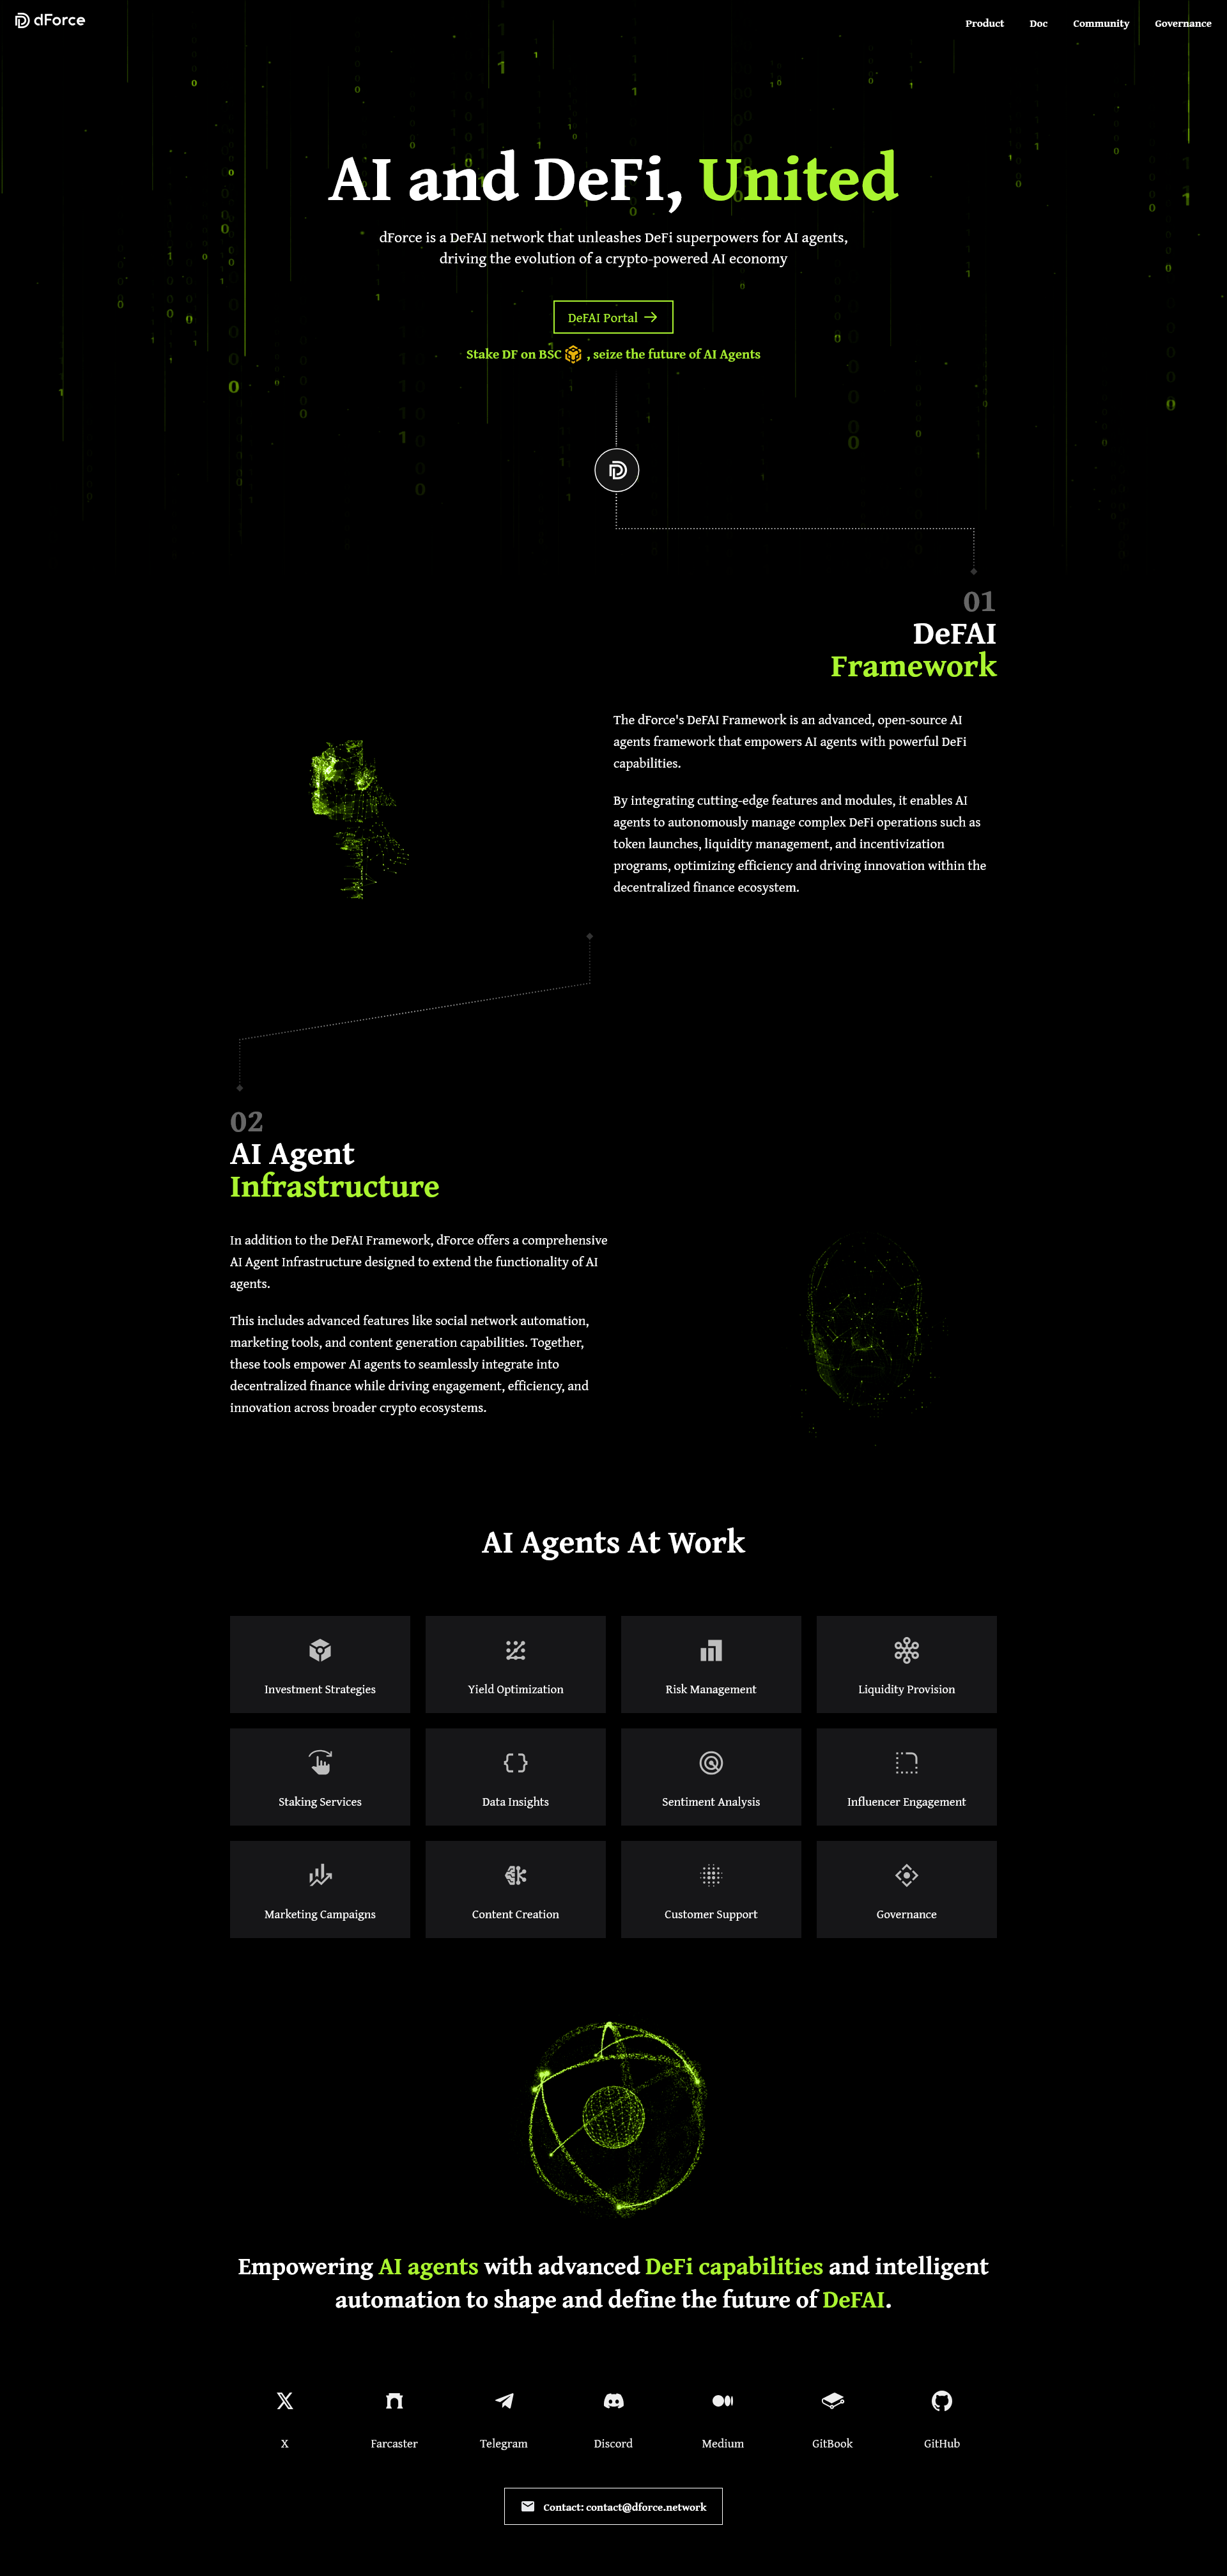 dForce
Product Doc Community Governance
AI and DeFi, United
dForce is a DeFAI network that unleashes DeFi superpowers for AI agents,
driving the evolution of a crypto-powered AI economy
DeFAI Portal
Stake DF on BSC , seize the future of AI Agents
01
DeFAI
Framework
The dForce's DeFAI Framework is an advanced, open-source AI
agents framework that empowers AI agents with powerful DeFi
capabilities.
By integrating cutting-edge features and modules, it enables AI
agents to autonomously manage complex DeFi operations such as
token launches, liquidity management, and incentivization
programs, optimizing efficiency and driving innovation within the
decentralized finance ecosystem.
02
AI Agent
Infrastructure
In addition to the DeFAI Framework, dForce offers a comprehensive
AI Agent Infrastructure designed to extend the functionality of AI
agents.
This includes advanced features like social network automation,
marketing tools, and content generation capabilities. Together,
these tools empower AI agents to seamlessly integrate into
decentralized finance while driving engagement, efficiency, and
innovation across broader crypto ecosystems.
AI Agents At Work
Investment Strategies
Yield Optimization
Risk Management
Liquidity Provision
Staking Services
Data Insights
Sentiment Analysis
Influencer Engagement
Marketing Campaigns
Content Creation
Customer Support
Governance
Empowering AI agents with advanced DeFi capabilities and intelligent
automation to shape and define the future of DeFAI.
X
Farcaster
Telegram
Discord
Medium
GitBook
GitHub
Contact: contact@dforce.network